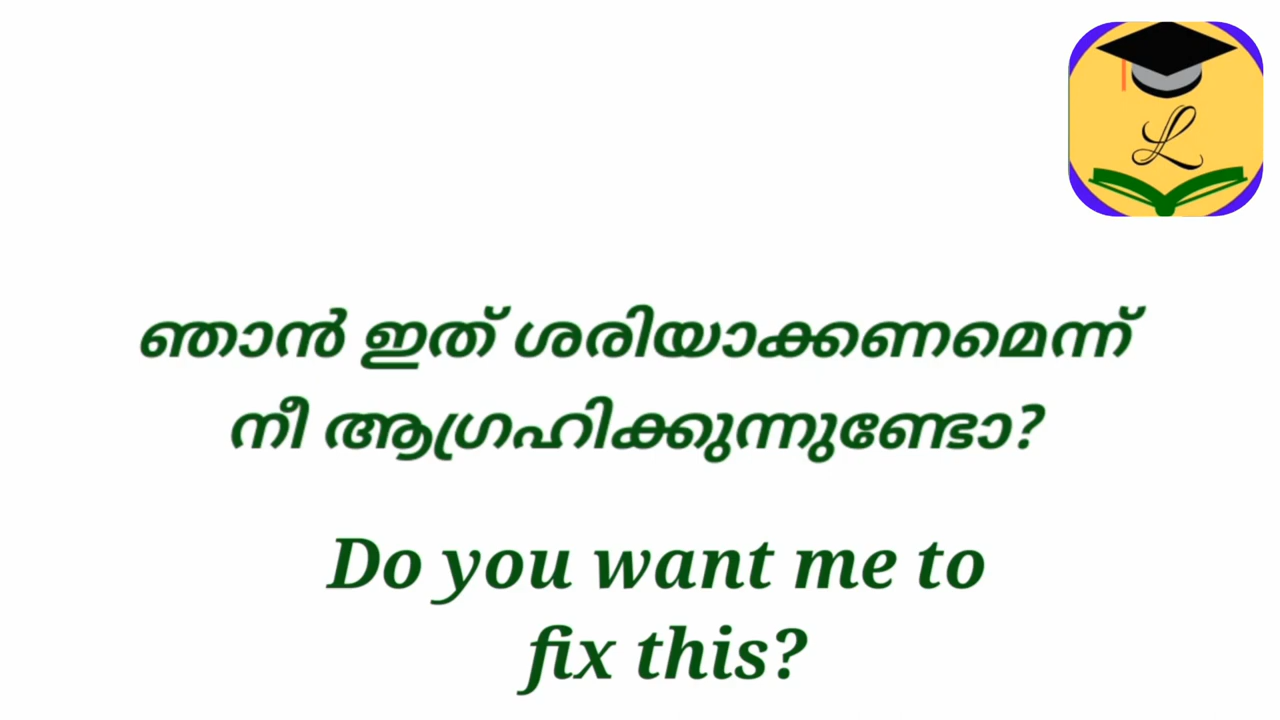 L
ഞാൻ ഇത് ശരിയാക്കണമെന്ന്
നീ ആഗ്രഹിക്കുന്നുണ്ടോ?
Do you want me to
fix this?